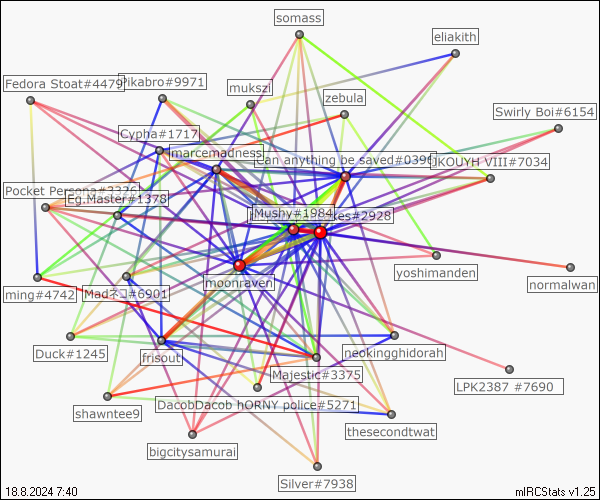 somass
eliakith
Fedora Stoat#4479
Pikabro#9971
mukszi
zebula
Swirly Boi#6154
Cypha#1717
marcemadness
can anything be saved#0396
JKOUYH VIII#7034
Pocket Persona#3326
Eg.Master#1378
Mushy#1984
kes#2928
yoshimanden
moonraven
normalwan
ming#4742
Madネコ#6901
Duck#1245
frisout
neokingghidorah
Majestic#3375
LPK2387 #7690
shawntee9
DacobDacob hORNY police#5271
thesecondtwat
bigcitysamurai
Silver#7938
18.8.2024 7:40
mIRCStats v1.25